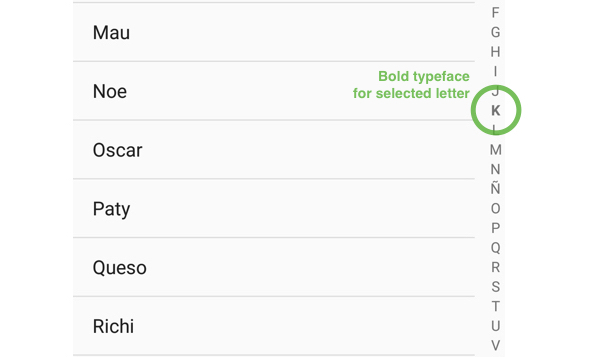 Mau
Noe
Oscar
Paty
Queso
Richi
Bold typeface
for selected letter
F
G
H
I
J
K
L
M
N
Ñ
O
P
Q
R
S
T
U
V